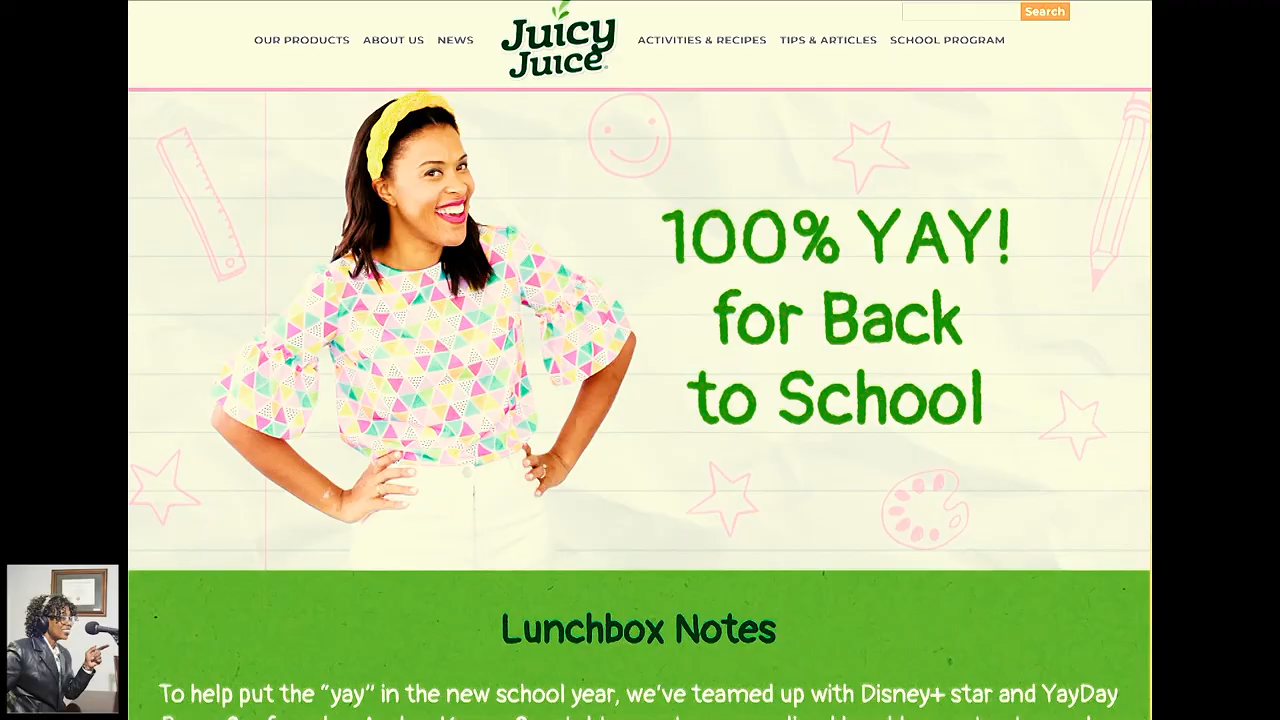 Search
OUR PRODUCTS ABOUT US NEWS
Juicy
Juice
ACTIVITIES & RECIPES TIPS & ARTICLES SCHOOL PROGRAM
100% YAY!
for Back
to School
Lunchbox Notes
To help put the "yay" in the new school year, we've teamed up with Disney+ star and YayDay